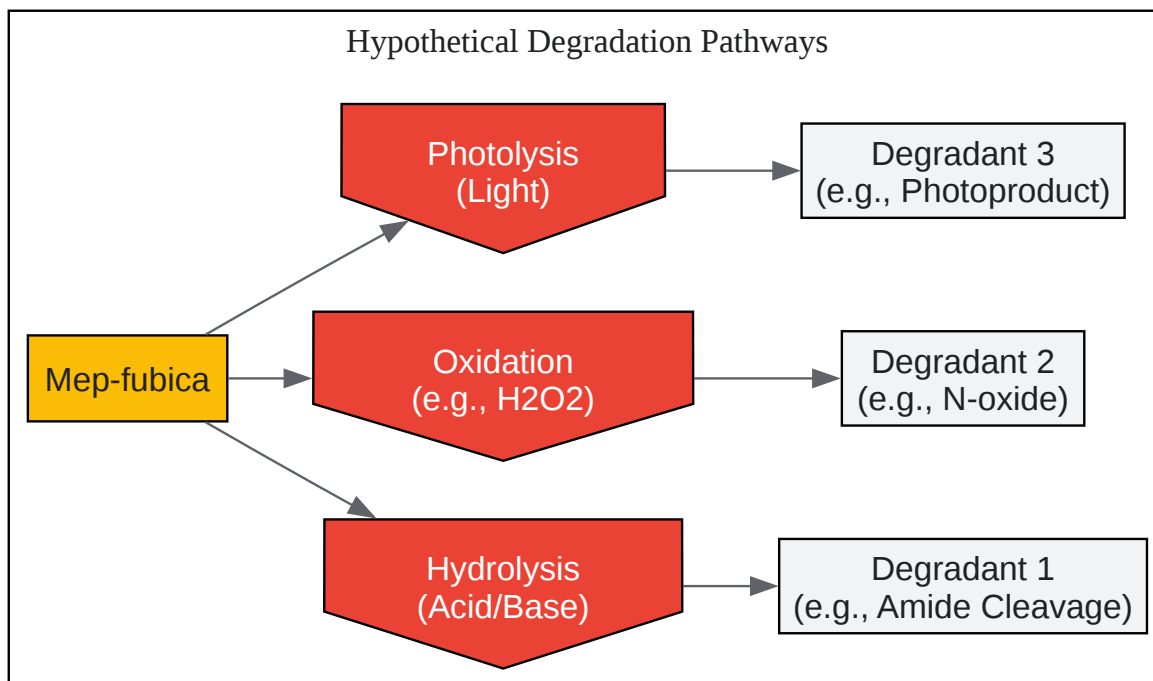 Hypothetical Degradation Pathways
Photolysis
(Light)
Degradant 3
(e.g., Photoproduct)
Mep-fubica
Oxidation
(e.g., H2O2)
Degradant 2
(e.g., N-oxide)
Hydrolysis
(Acid/Base)
Degradant 1
(e.g., Amide Cleavage)